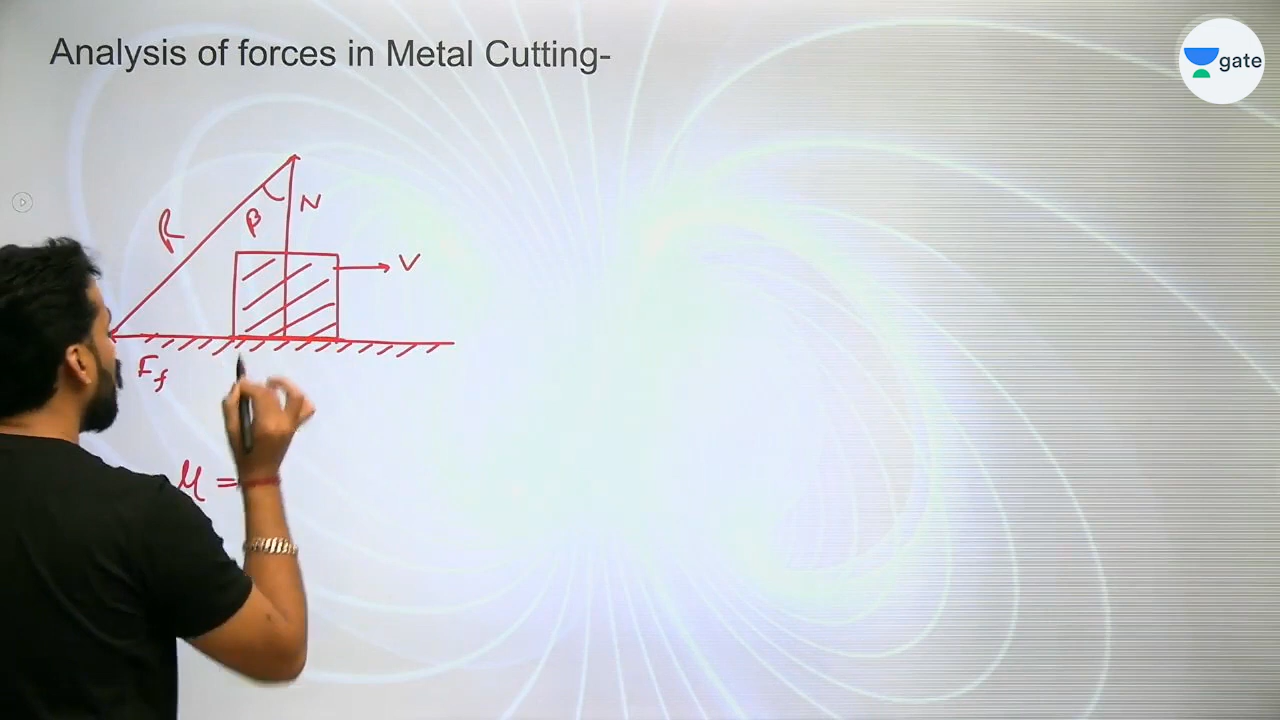 Analysis of forces in Metal Cutting-
gate
R
β
N
V
Ff
μ =